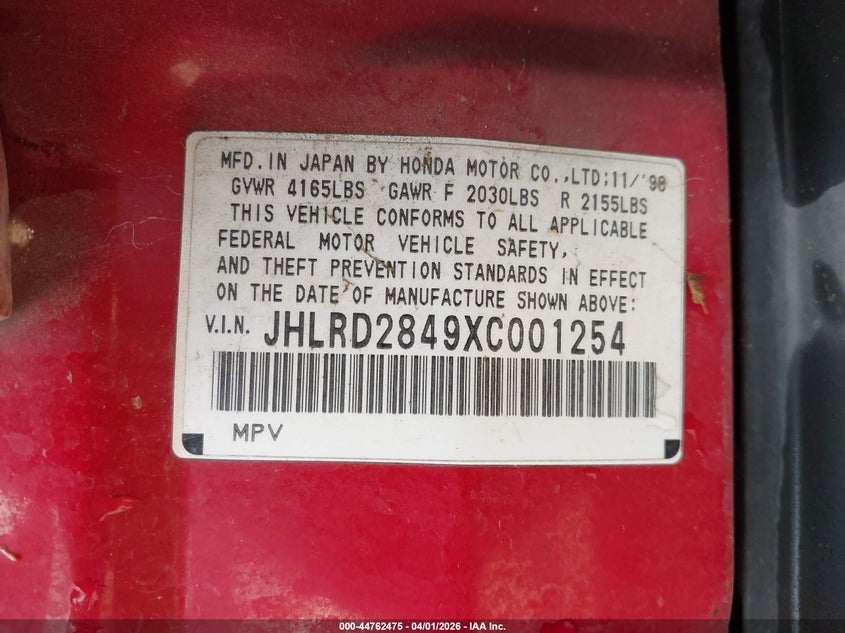 MFD. IN JAPAN BY HONDA MOTOR CO.,LTD;11/'98
GVWR 4165LBS GAWR F 2030LBS R 2155LBS
THIS VEHICLE CONFORMS TO ALL APPLICABLE
FEDERAL MOTOR VEHICLE SAFETY,
AND THEFT PREVENTION STANDARDS IN EFFECT
ON THE DATE OF MANUFACTURE SHOWN ABOVE:
V.I.N. JHLRD2849XC001254
MPV
000-44762475 - 04/01/2026 - IAA Inc.